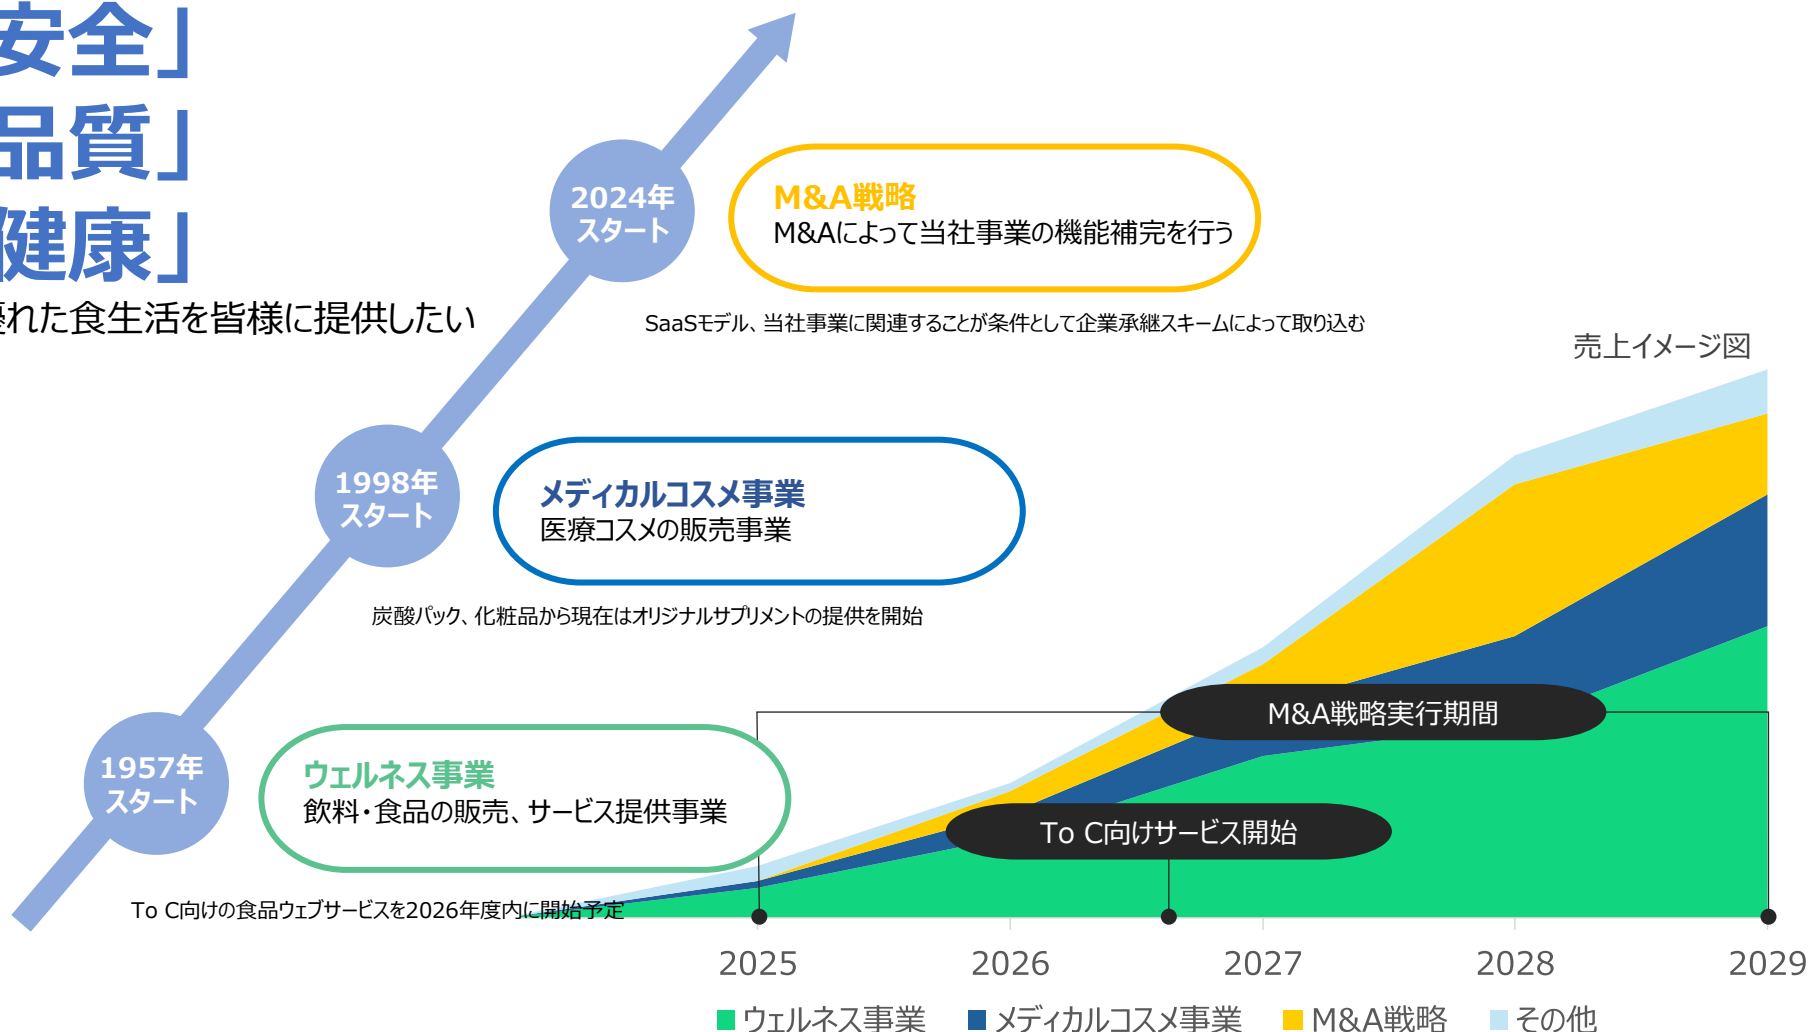 安全」
品質」
健康」
れた食生活を皆様に提供したい
2024年
スタート
M&A戦略
M&Aによって当社事業の機能補完を行う
SaaSモデル、当社事業に関連することが条件として企業承継スキームによって取り込む
売上イメージ図
1998年
スタート
メディカルコスメ事業
医療コスメの販売事業
炭酸パック、化粧品から現在はオリジナルサプリメントの提供を開始
M&A戦略実行期間
1957年
スタート
ウェルネス事業
飲料・食品の販売、サービス提供事業
To C向けサービス開始
To C向けの食品ウェブサービスを2026年度内に開始予定
2025 2026 2027 2028 2029
ウェルネス事業 メディカルコスメ事業 M&A戦略 その他